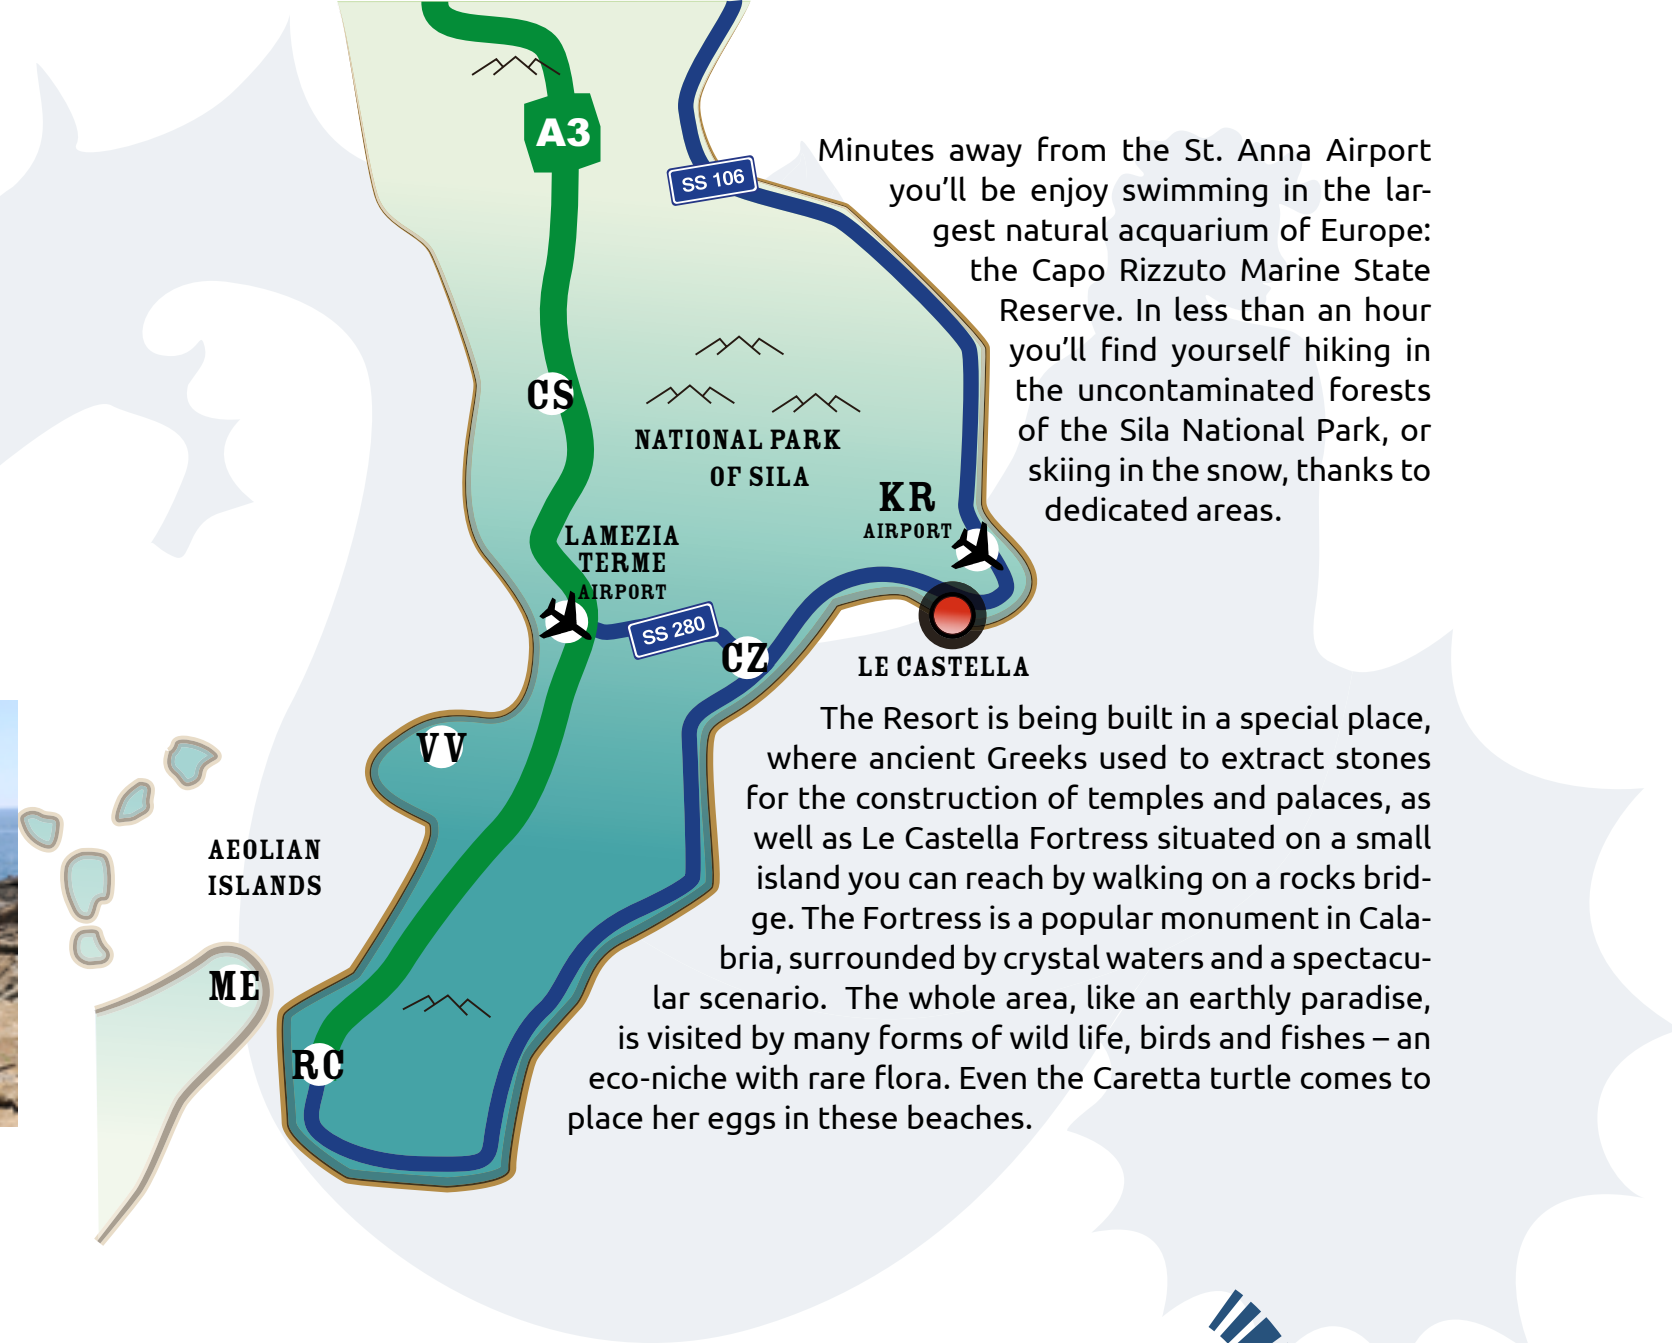 A3
SS 106
Minutes away from the St. Anna Airport
you’ll be enjoy swimming in the lar-
gest natural acquarium of Europe:
the Capo Rizzuto Marine State
Reserve. In less than an hour
you’ll find yourself hiking in
the uncontaminated forests
of the Sila National Park, or
skiing in the snow, thanks to
dedicated areas.
CS
NATIONAL PARK
OF SILA
KR
AIRPORT
LAMEZIA
TERME
AIRPORT
SS 280
CZ
LE CASTELLA
VV
The Resort is being built in a special place,
where ancient Greeks used to extract stones
for the construction of temples and palaces, as
well as Le Castella Fortress situated on a small
island you can reach by walking on a rocks brid-
ge. The Fortress is a popular monument in Cala-
bria, surrounded by crystal waters and a spectacu-
lar scenario.  The whole area, like an earthly paradise,
is visited by many forms of wild life, birds and fishes – an
eco-niche with rare flora. Even the Caretta turtle comes to
place her eggs in these beaches.
AEOLIAN
ISLANDS
ME
RC